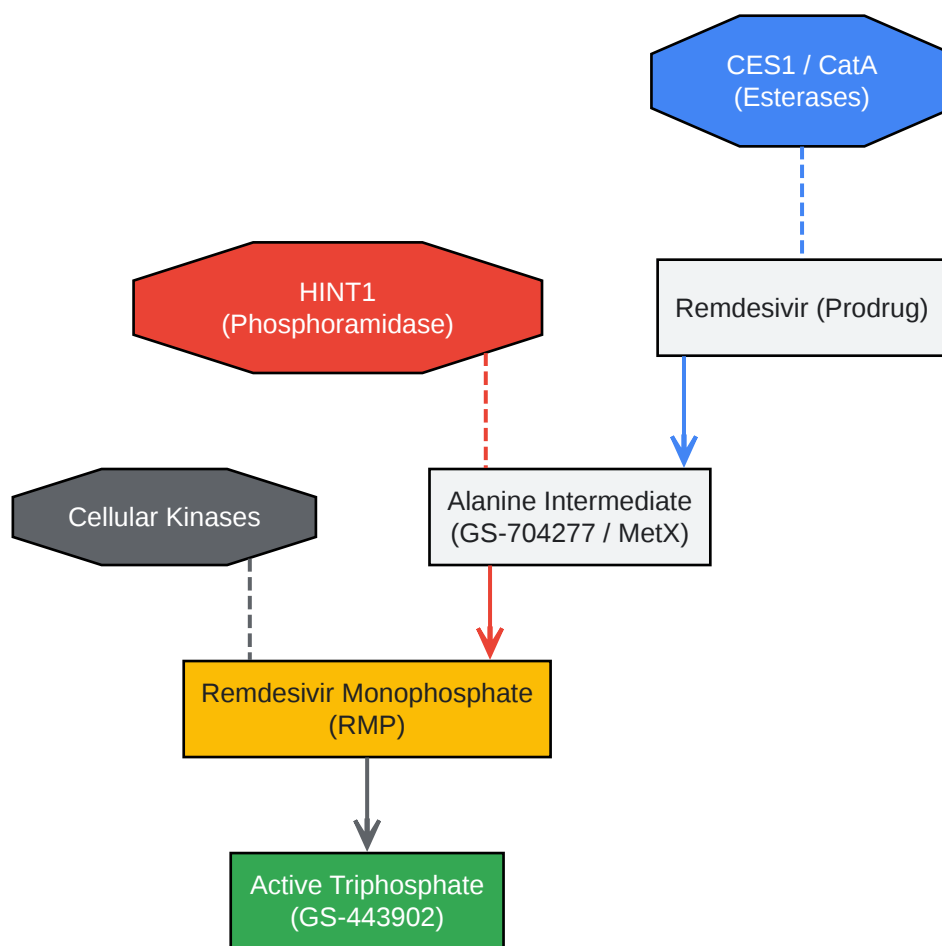 CES1 / CatA
(Esterases)
HINT1
(Phosphoramidase)
Remdesivir (Prodrug)
Cellular Kinases
Alanine Intermediate
(GS-704277 / MetX)
Remdesivir Monophosphate
(RMP)
Active Triphosphate
(GS-443902)